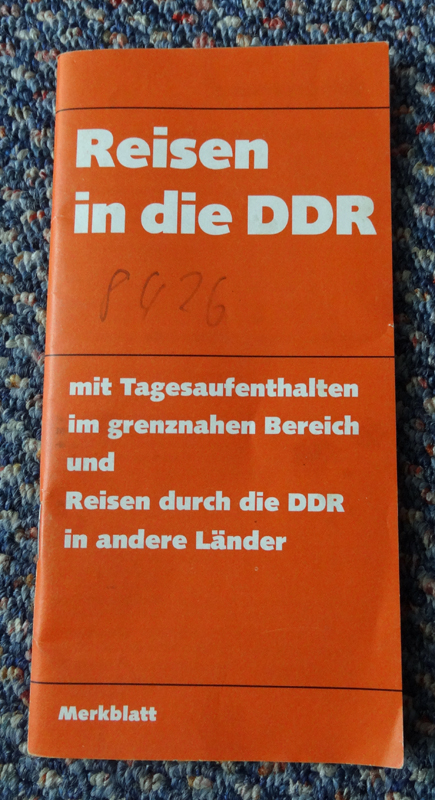 Reisen
in die DDR
8426
mit Tagesaufenthalten
im grenznahen Bereich
und
Reisen durch die DDR
in andere Länder
Merkblatt